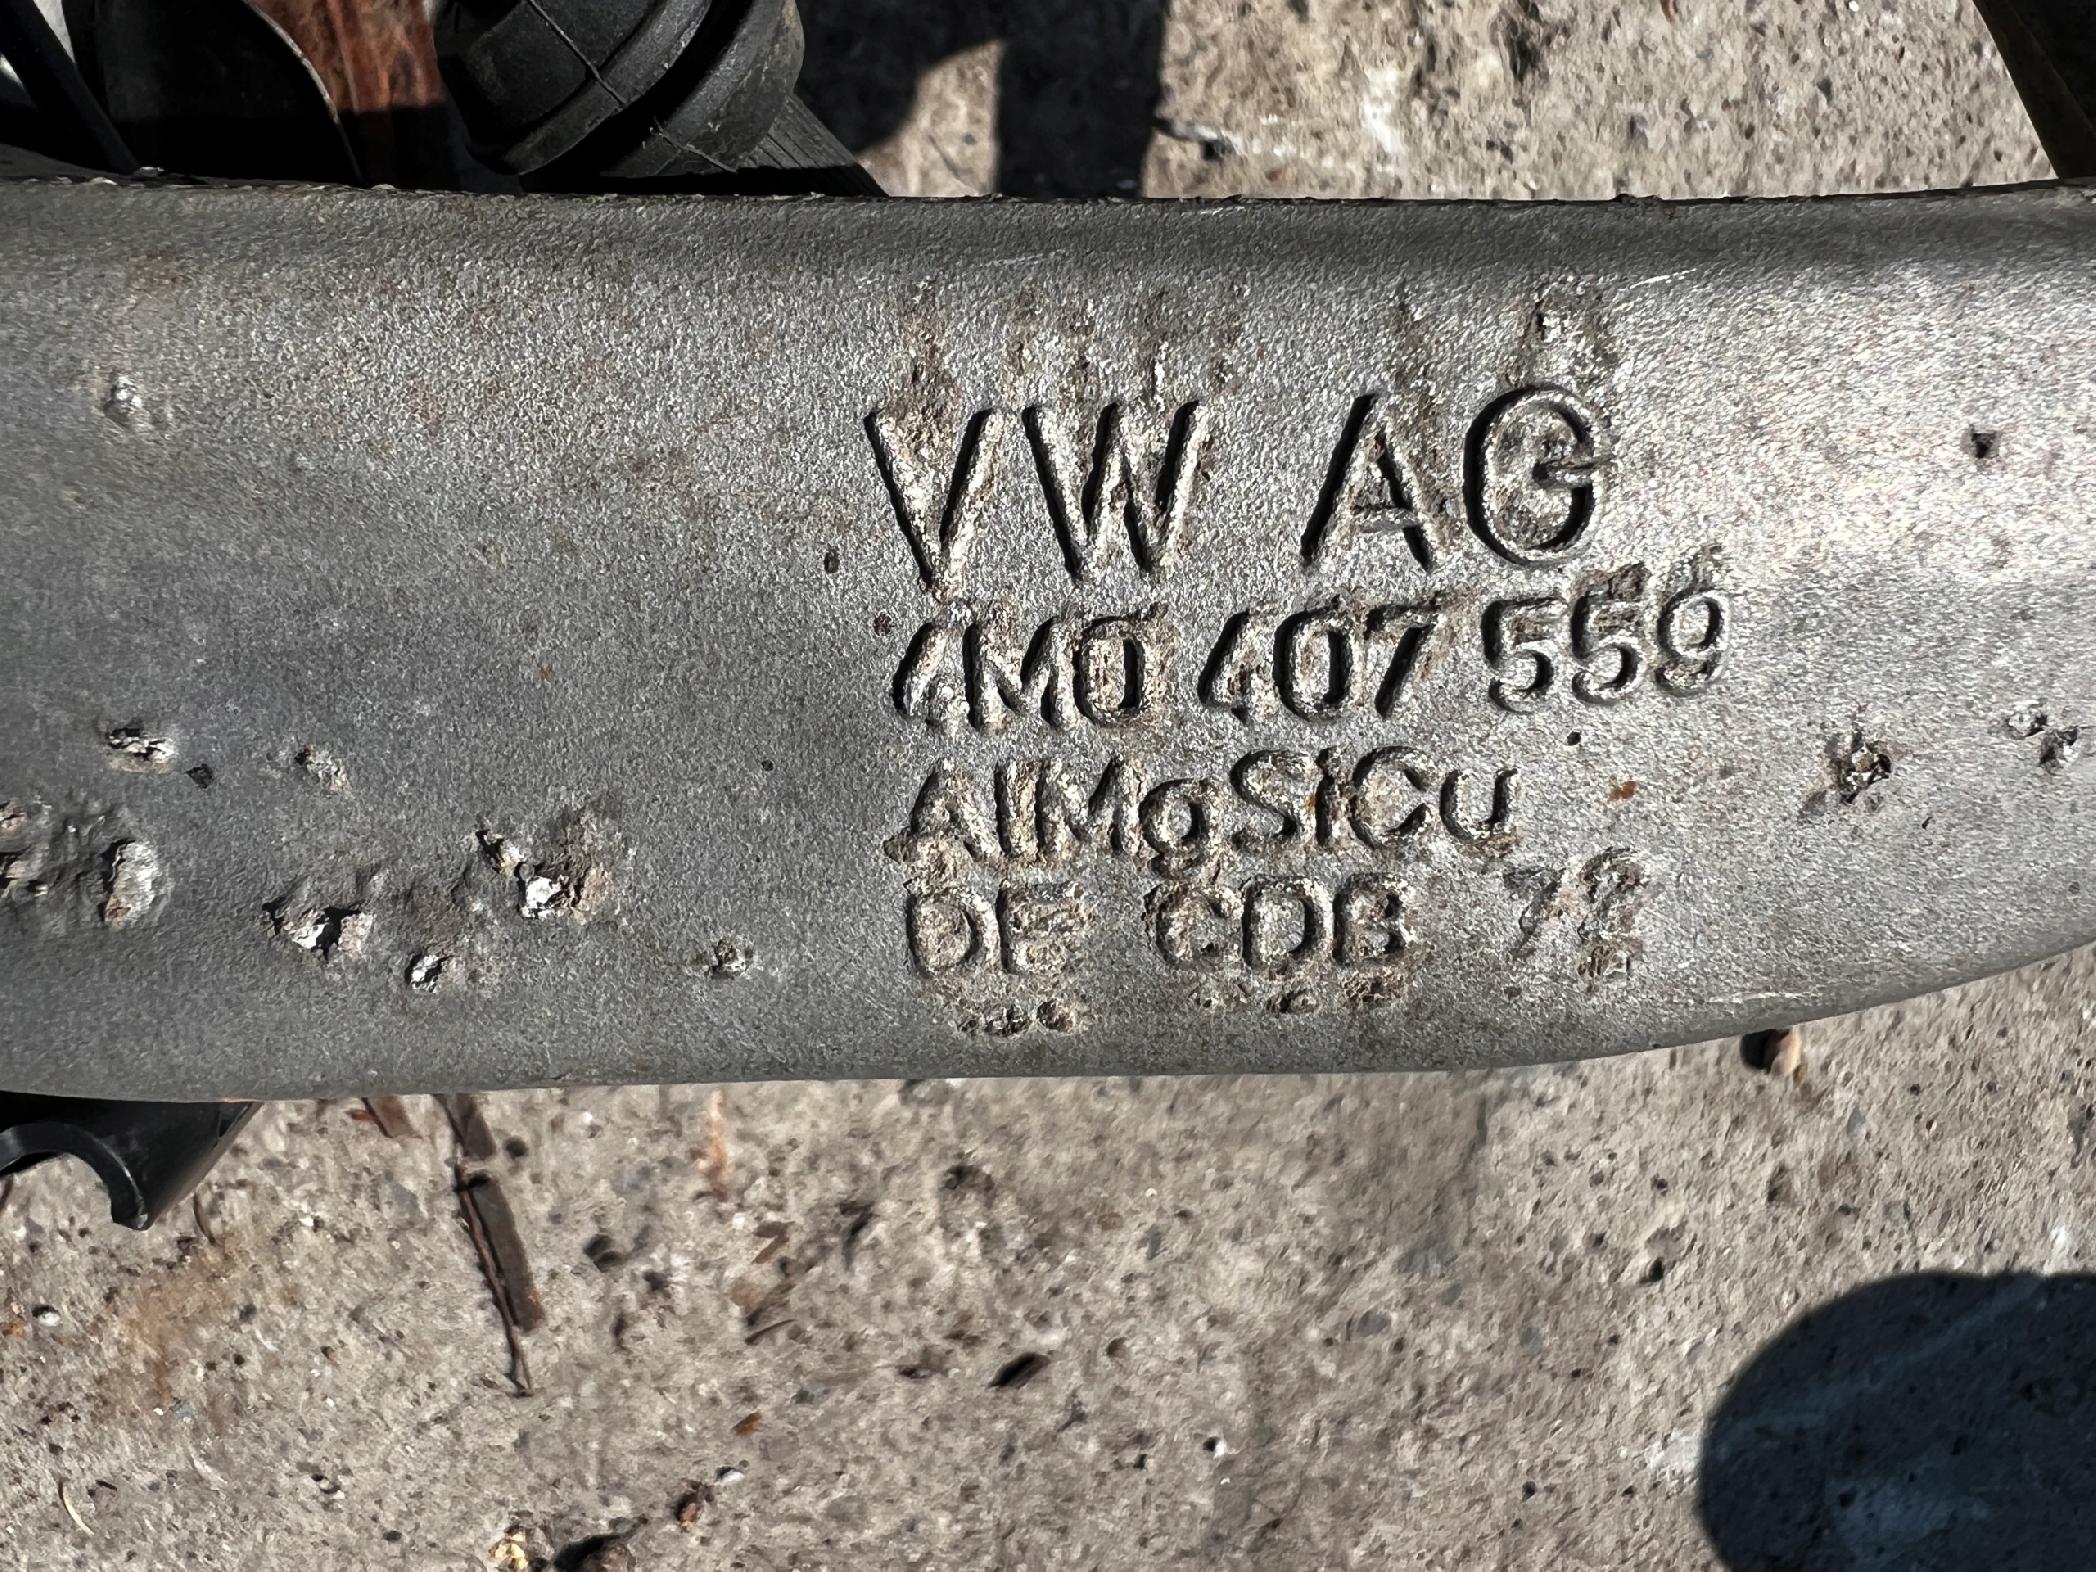 VW AG
4M0 407 559
AlMgSiCu
DE CDB